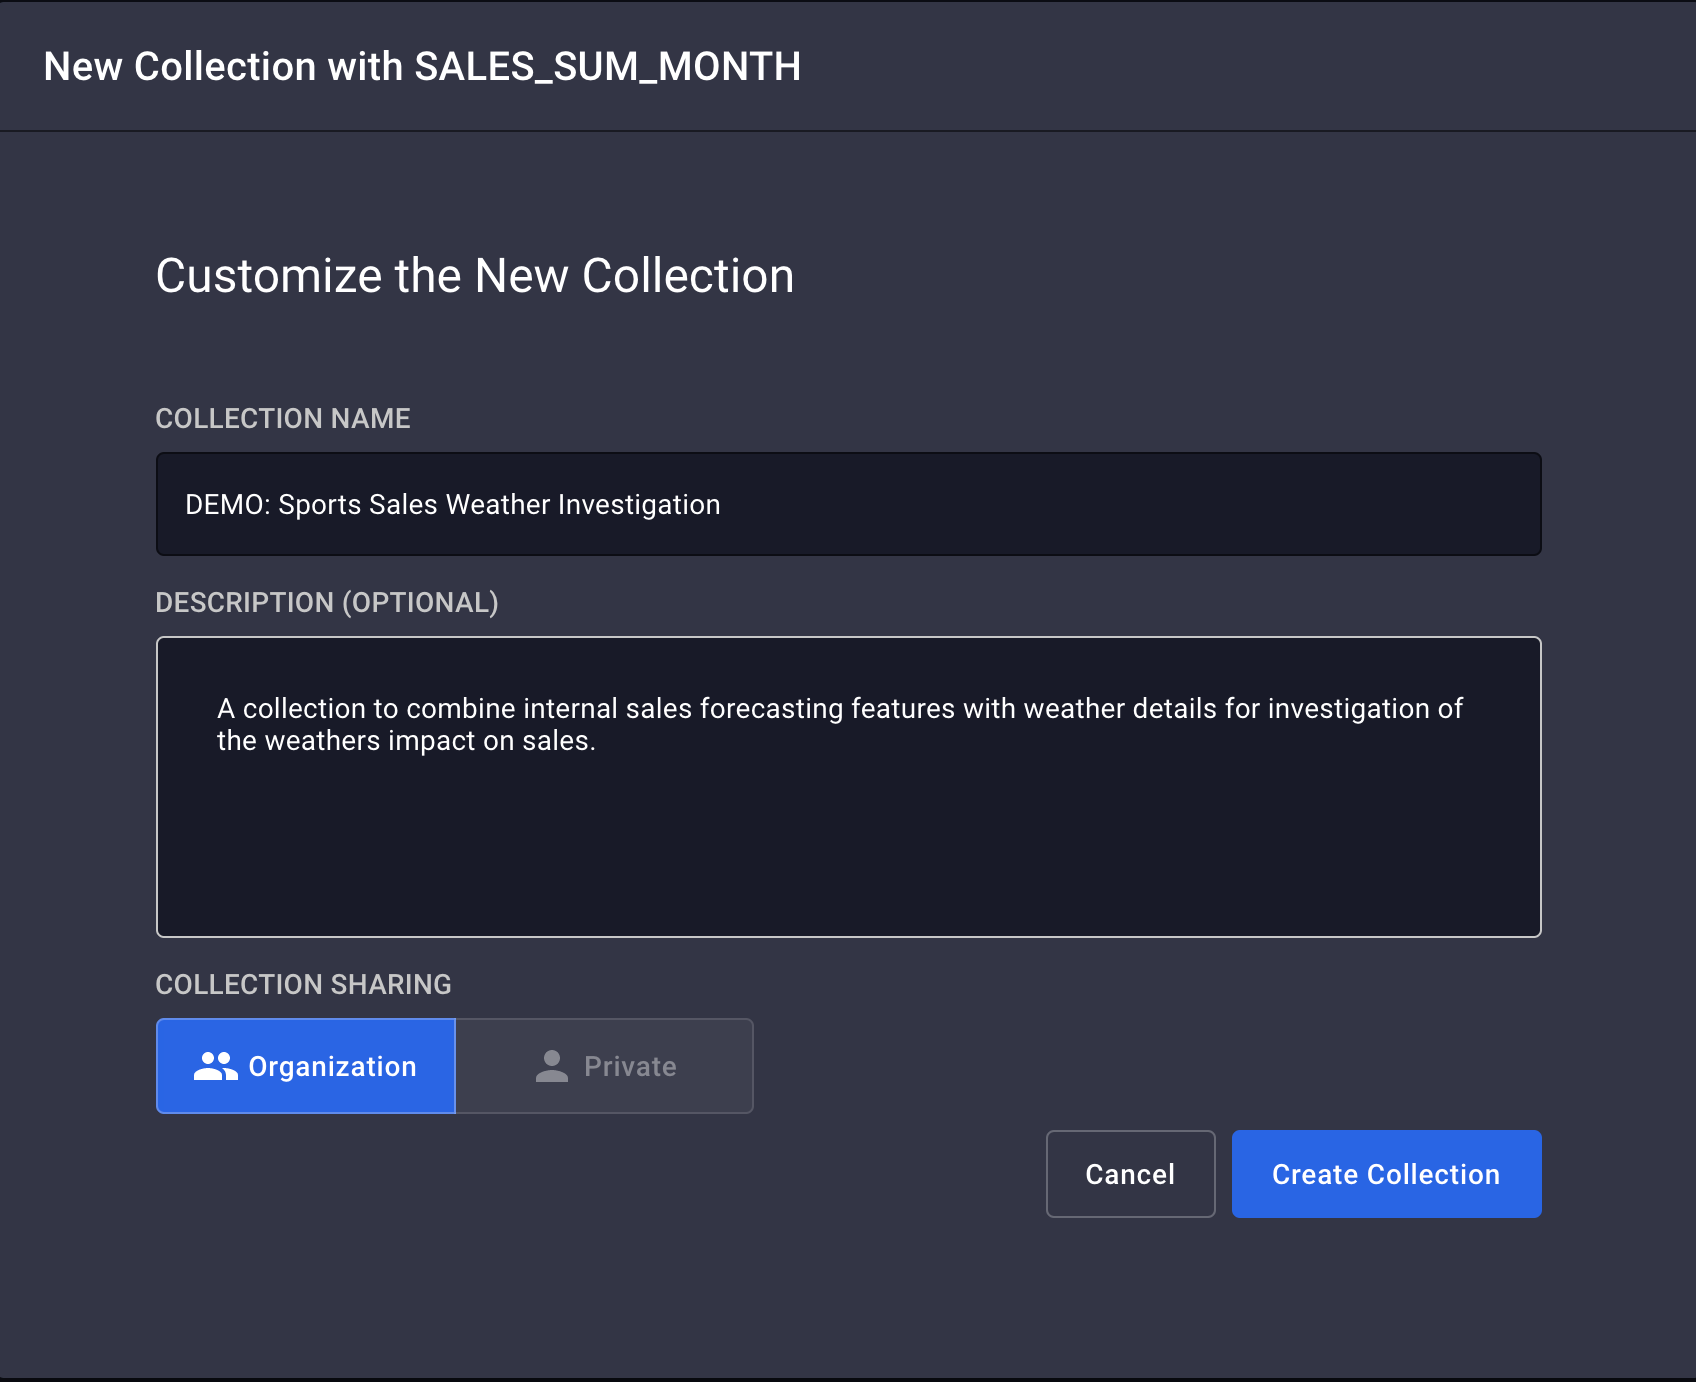 New Collection with SALES_SUM_MONTH
Customize the New Collection
COLLECTION NAME
DEMO: Sports Sales Weather Investigation
DESCRIPTION (OPTIONAL)
A collection to combine internal sales forecasting features with weather details for investigation of
the weathers impact on sales.
COLLECTION SHARING
Organization
Private
Cancel
Create Collection